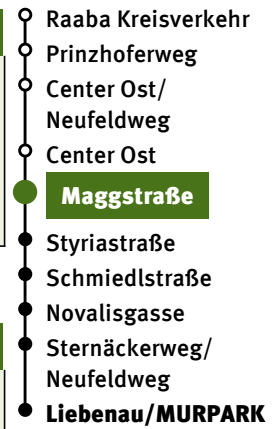 Raaba Kreisverkehr
Prinzhoferweg
Center Ost/
Neufeldweg
Center Ost
Maggstraße
Styriastraße
Schmiedlstraße
Novalisgasse
Sternäckerweg/
Neufeldweg
Liebenau/MURPARK